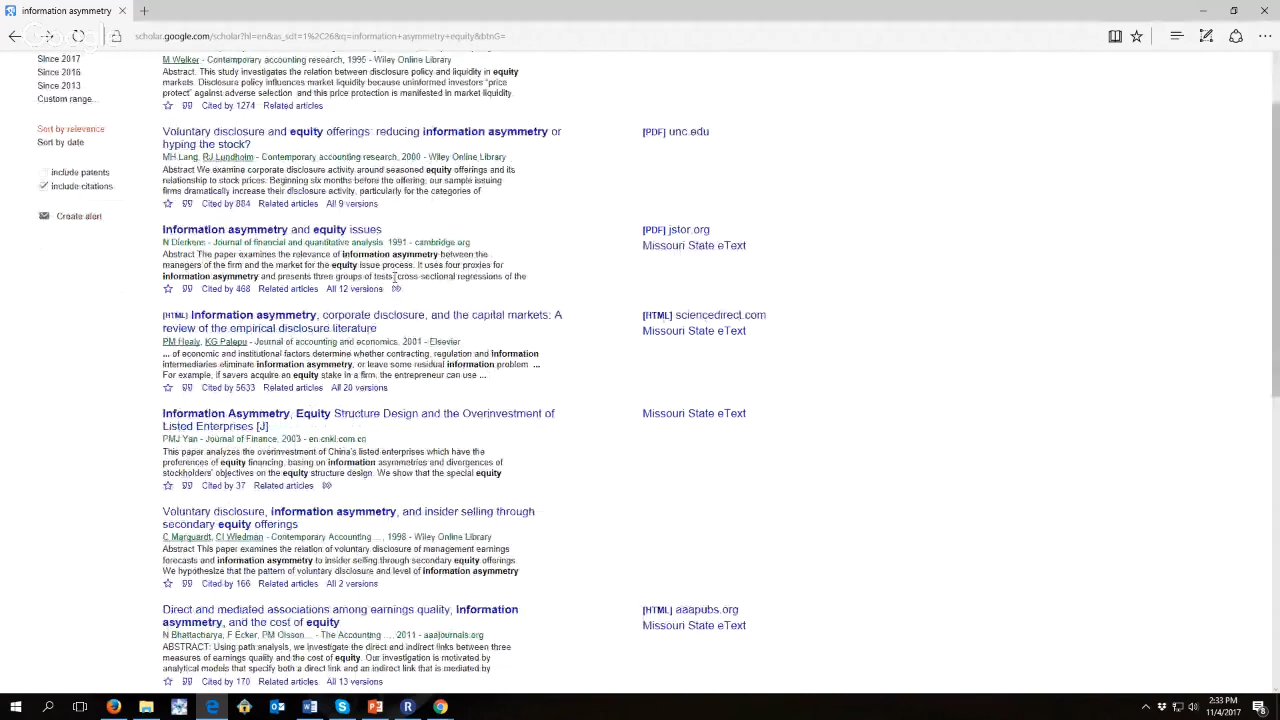 information asymmetry
scholar.google.com/scholar?hl=en&as_sdt=1%2C26&q=information+asymmetry+equity&btnG=
Since 2017
Since 2016
Since 2013
Custom range...
Sort by relevance
Sort by date
include patents
include citations
Create alert
M Welker - Contemporary accounting research, 1995 - Wiley Online Library
Abstract. This study investigates the relation between disclosure policy and liquidity in equity
markets. Disclosure policy influences market liquidity because uninformed investors "price
protect" against adverse selection and this price protection is manifested in market liquidity.
Cited by 1274 Related articles
Voluntary disclosure and equity offerings: reducing information asymmetry or
hyping the stock?
[PDF] unc.edu
MH Lang, RJ Lundholm - Contemporary accounting research, 2000 - Wiley Online Library
Abstract We examine corporate disclosure activity around seasoned equity offerings and its
relationship to stock prices. Beginning six months before the offering, our sample issuing
firms dramatically increase their disclosure activity, particularly for the categories of
Cited by 884 Related articles All 9 versions
Information asymmetry and equity issues
[PDF] jstor.org
Missouri State eText
N Dierkens - Journal of financial and quantitative analysis, 1991 - cambridge.org
Abstract The paper examines the relevance of information asymmetry between the
managers of the firm and the market for the equity issue process. It uses four proxies for
information asymmetry and presents three groups of tests: cross-sectional regressions of the
Cited by 468 Related articles All 12 versions
[HTML] Information asymmetry, corporate disclosure, and the capital markets: A
review of the empirical disclosure literature
[HTML] sciencedirect.com
Missouri State eText
PM Healy, KG Palepu - Journal of accounting and economics, 2001 - Elsevier
... of economic and institutional factors determine whether contracting, regulation and information
intermediaries eliminate information asymmetry, or leave some residual information problem ...
For example, if savers acquire an equity stake in a firm, the entrepreneur can use ...
Cited by 5633 Related articles All 20 versions
Information Asymmetry, Equity Structure Design and the Overinvestment of
Listed Enterprises [J]
Missouri State eText
PMJ Yan - Journal of Finance, 2003 - en.cnki.com.cn
This paper analyzes the overinvestment of China's listed enterprises which have the
preferences of equity financing, basing on information asymmetries and divergences of
stockholders' objectives on the equity structure design. We show that the special equity
Cited by 37 Related articles
Voluntary disclosure, information asymmetry, and insider selling through
secondary equity offerings
C Marquardt, CI Wiedman - Contemporary Accounting ..., 1998 - Wiley Online Library
Abstract This paper examines the relation of voluntary disclosure of management earnings
forecasts and information asymmetry to insider selling through secondary equity offerings.
We hypothesize that the pattern of voluntary disclosure and level of information asymmetry
Cited by 166 Related articles All 2 versions
Direct and mediated associations among earnings quality, information
asymmetry, and the cost of equity
[HTML] aaapubs.org
Missouri State eText
N Bhattacharya, F Ecker, PM Olsson... - The Accounting ..., 2011 - aaajournals.org
ABSTRACT: Using path analysis, we investigate the direct and indirect links between three
measures of earnings quality and the cost of equity. Our investigation is motivated by
analytical models that specify both a direct link and an indirect link that is mediated by
Cited by 170 Related articles All 13 versions
2:33 PM
11/4/2017